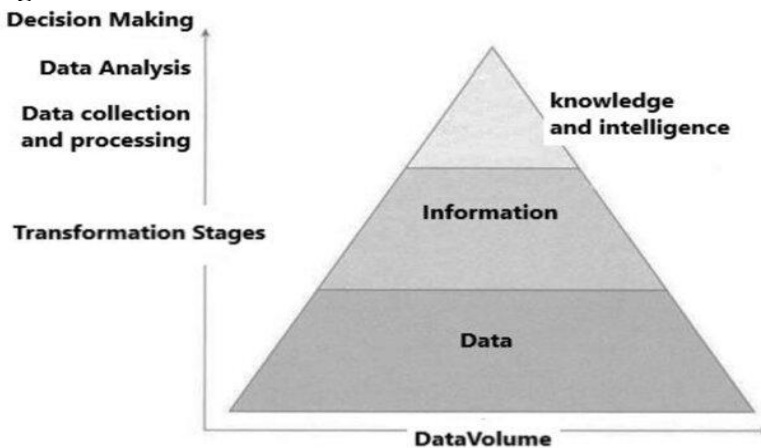 Decision Making
Data Analysis
Data collection
and processing
knowledge
and intelligence
Information
Transformation Stages
Data
DataVolume